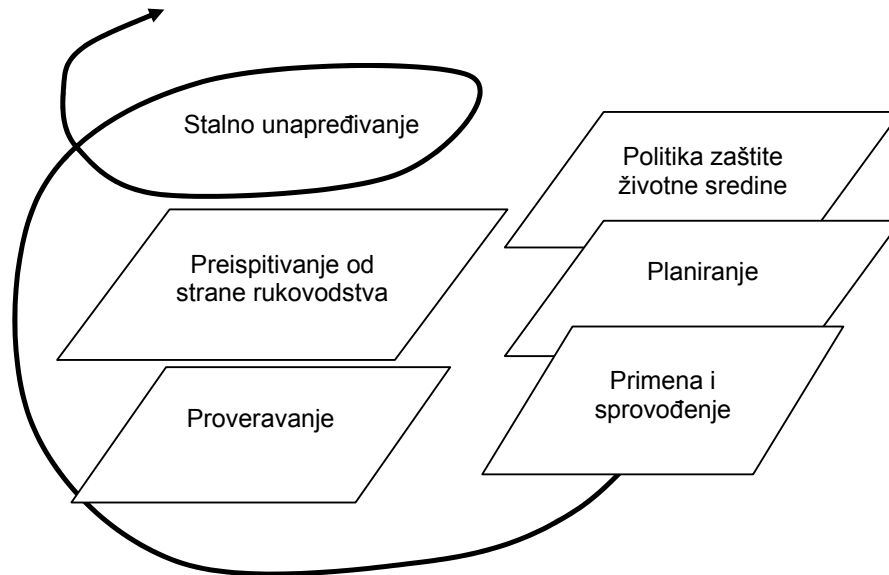 Stalno unapređivanje
Politika zaštite
životne sredine
Preispitivanje od
strane rukovodstva
Planiranje
Proveravanje
Primena i
sprovođenje